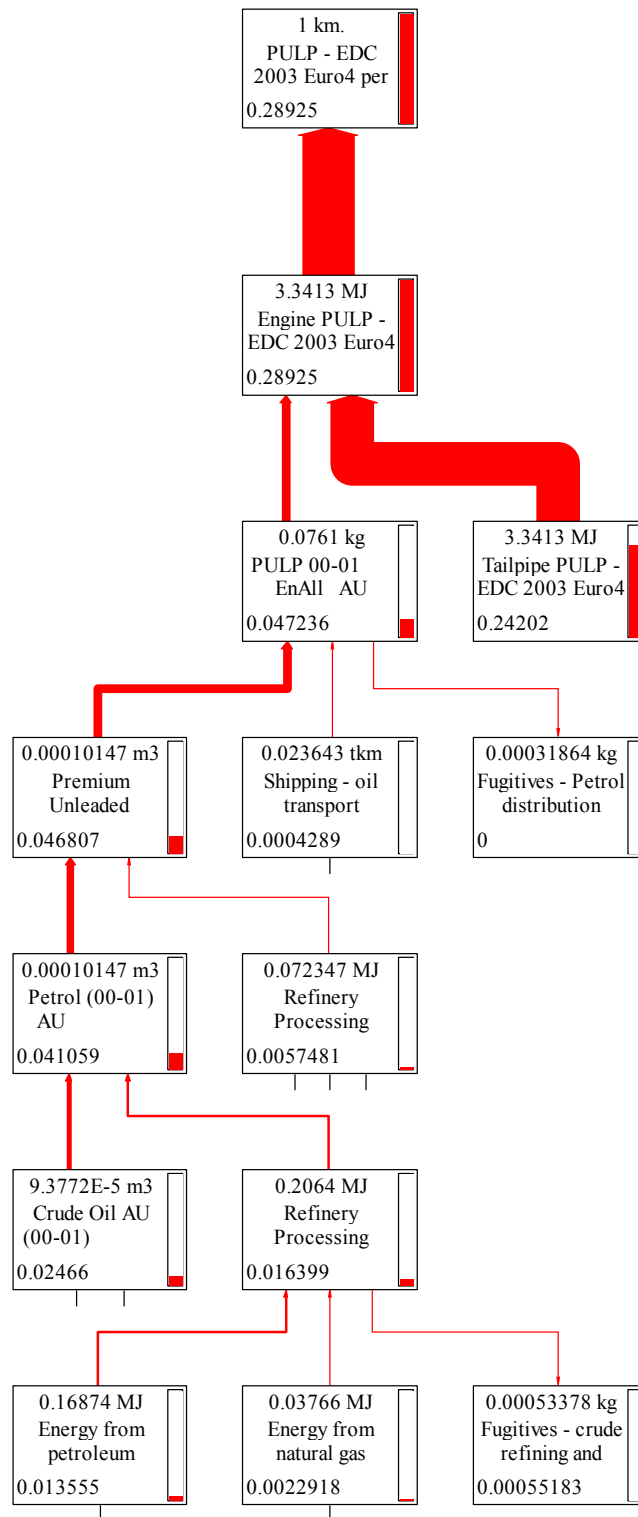 1 km.
PULP - EDC
2003 Euro4 per
0.28925
3.3413 MJ
Engine PULP -
EDC 2003 Euro4
0.28925
0.0761 kg
PULP 00-01
EnAll AU
0.047236
3.3413 MJ
Tailpipe PULP -
EDC 2003 Euro4
0.24202
0.00010147 m3
Premium
Unleaded
0.046807
0.023643 tkm
Shipping - oil
transport
0.0004289
0.00031864 kg
Fugitives - Petrol
distribution
0
0.00010147 m3
Petrol (00-01)
AU
0.041059
0.072347 MJ
Refinery
Processing
0.0057481
9.3772E-5 m3
Crude Oil AU
(00-01)
0.02466
0.2064 MJ
Refinery
Processing
0.016399
0.16874 MJ
Energy from
petroleum
0.013555
0.03766 MJ
Energy from
natural gas
0.0022918
0.00053378 kg
Fugitives - crude
refining and
0.00055183